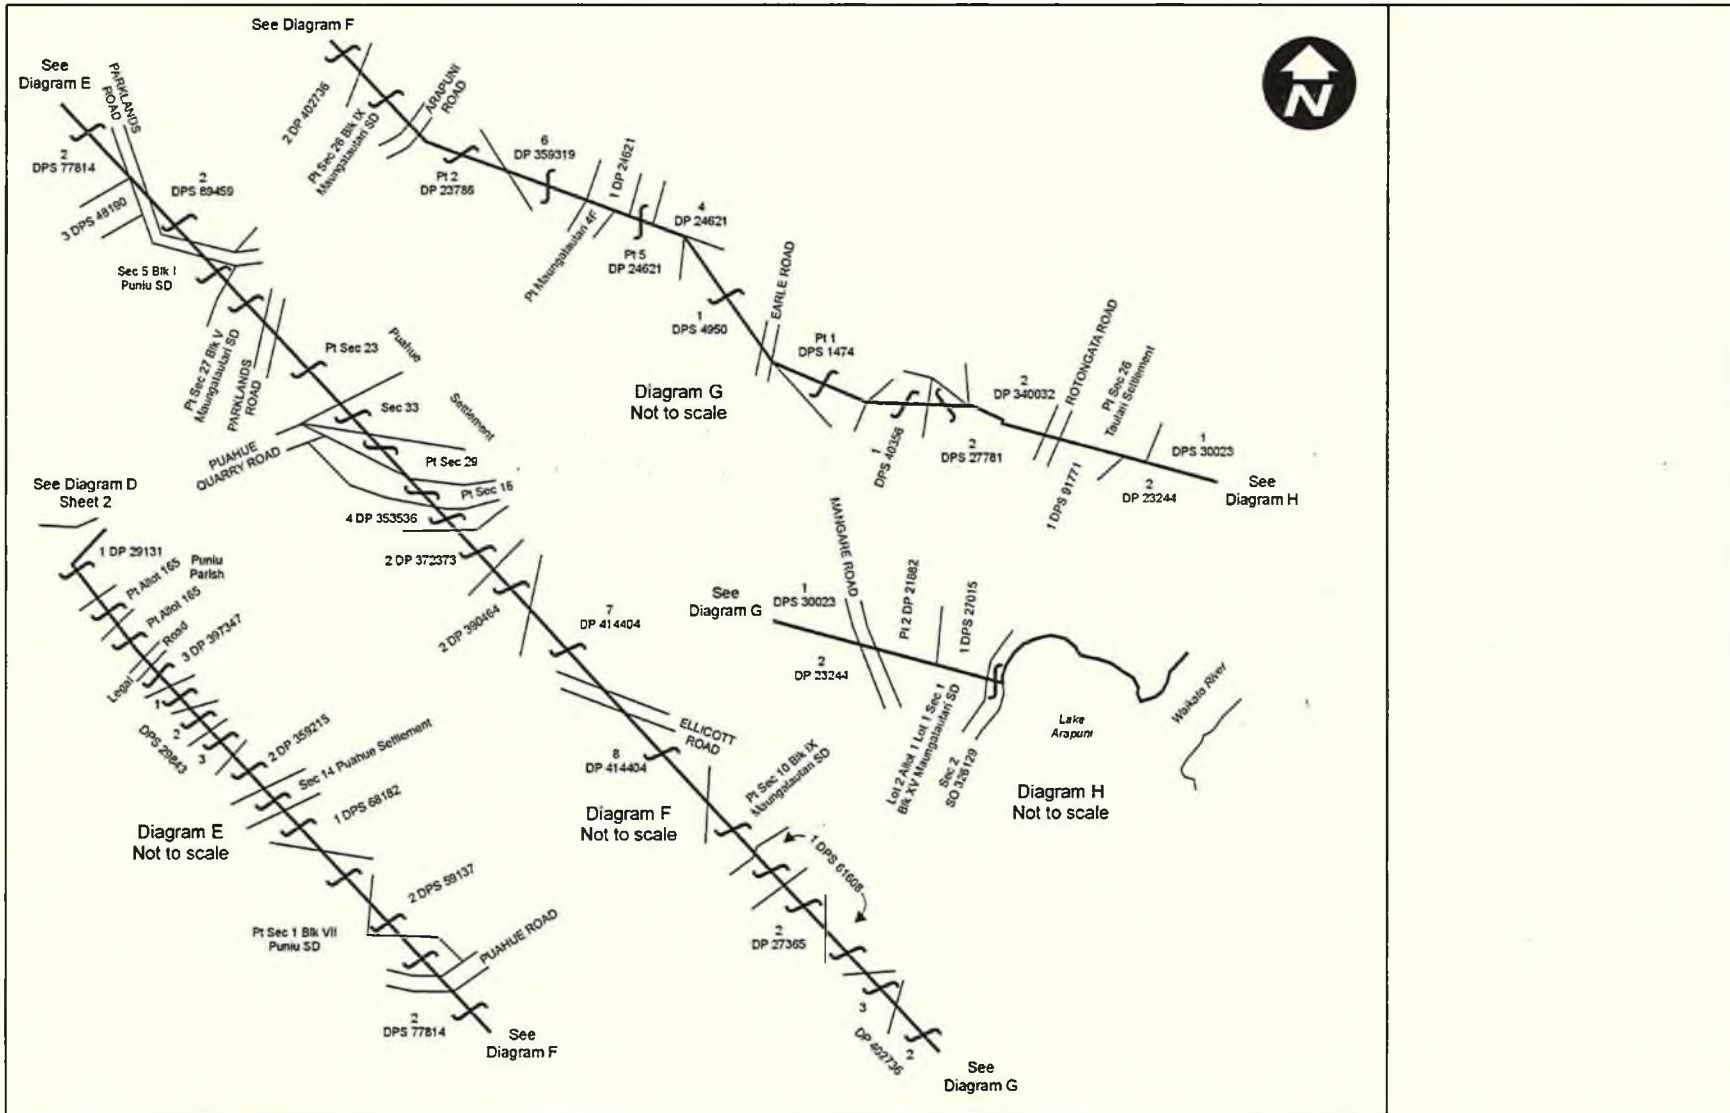 See Diagram F
N
See
Diagram E
PARKLANDS
ROAD
2
DPS 77814
2
DPS 89459
3 DPS 48190
Sec 5 Blk I
Puniu SD
Pt Sec 27 Blk V
Maungatautari SD
PARKLANDS
ROAD
Pt Sec 23
Puahue
Settlement
Sec 33
PUAHUE
QUARRY ROAD
Pt Sec 29
Pt Sec 16
4 DP 353536
2 DP 372373
2 DP 390464
7
DP 414404
ELLICOTT
ROAD
8
DP 414404
Diagram F
Not to scale
Pt Sec 10 Blk IX
Maungatautari SD
1 DPS 61608
2
DP 27365
3
2
DP 402736
See
Diagram G
2 DP 402736
Pt Sec 26 Blk IX
Maungatautari SD
ARAPUNI
ROAD
Pt 2
DP 23786
6
DP 359319
Pt Maungatautari 4F
1 DP 24621
Pt 5
DP 24621
4
DP 24621
1
DPS 4950
EARLE ROAD
Pt 1
DPS 1474
Diagram G
Not to scale
1
DPS 40356
2
DPS 27781
2
DP 340032
ROTONGATA ROAD
Pt Sec 26
Tautari Settlement
1 DPS 91771
1
DPS 30023
2
DP 23244
See
Diagram H
See Diagram D
Sheet 2
1 DP 29131
Pt Allot 165
Puniu
Parish
Pt Allot 165
Legal
Road
3 DP 397347
1
2
3
DPS 29843
2 DP 359215
Sec 14 Puahue Settlement
1 DPS 68182
Diagram E
Not to scale
2 DPS 59137
Pt Sec 1 Blk VII
Puniu SD
PUAHUE ROAD
2
DPS 77814
See
Diagram F
See
Diagram G
1
DPS 30023
MANGARE ROAD
2
DP 23244
Pt 2 DP 21882
1 DPS 27015
Lot 2 Allot 1 Lot 1 Sec 1
Blk XV Maungatautari SD
Sec 2
SO 326129
Lake
Arapuni
Waikato River
Diagram H
Not to scale